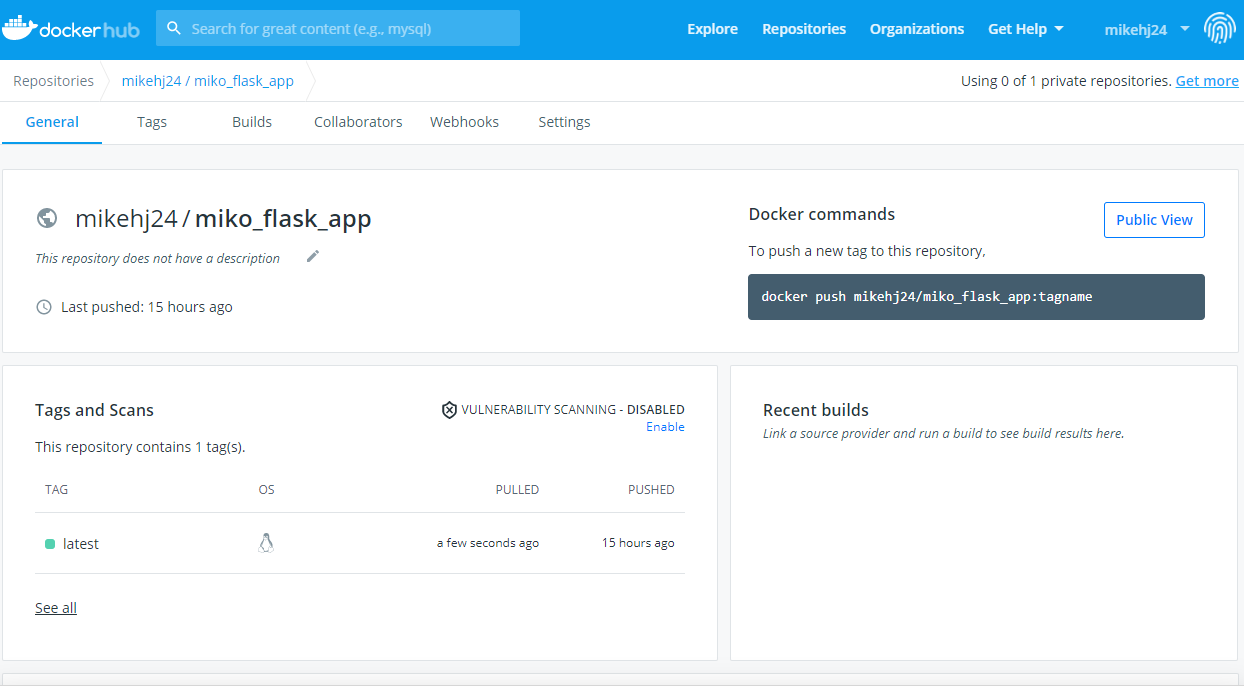 dockerhub Search for great content (e.g., mysql) Explore Repositories Organizations Get Help mikehj24
Repositories mikehj24 / miko_flask_app Using 0 of 1 private repositories. Get more
General Tags Builds Collaborators Webhooks Settings
mikehj24 / miko_flask_app
This repository does not have a description
Last pushed: 15 hours ago
Docker commands
Public View
To push a new tag to this repository,
docker push mikehj24/miko_flask_app:tagname
Tags and Scans
VULNERABILITY SCANNING - DISABLED
Enable
This repository contains 1 tag(s).
TAG OS PULLED PUSHED
latest a few seconds ago 15 hours ago
See all
Recent builds
Link a source provider and run a build to see build results here.